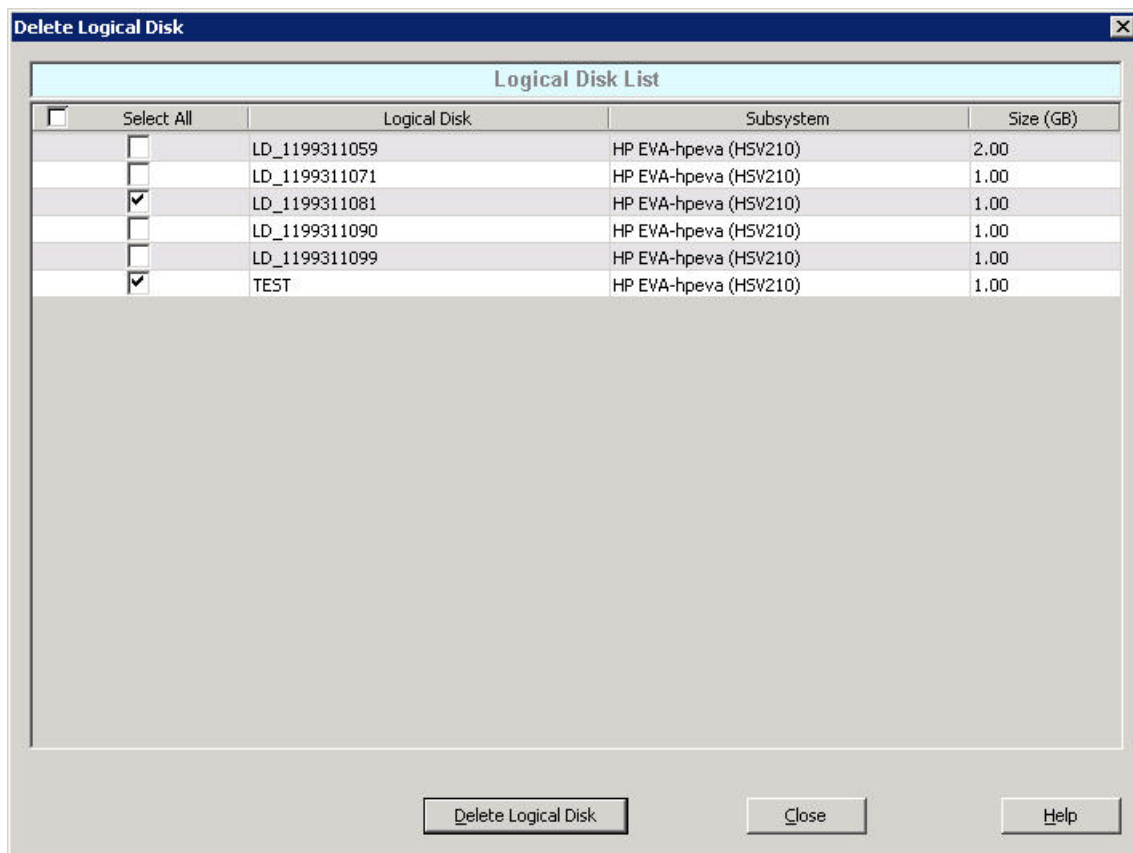 Delete Logical Disk
Logical Disk List
Select All Logical Disk Subsystem Size (GB)
LD_1199311059 HP EVA-hpeva (HSV210) 2.00
LD_1199311071 HP EVA-hpeva (HSV210) 1.00
LD_1199311081 HP EVA-hpeva (HSV210) 1.00
LD_1199311090 HP EVA-hpeva (HSV210) 1.00
LD_1199311099 HP EVA-hpeva (HSV210) 1.00
TEST HP EVA-hpeva (HSV210) 1.00
Delete Logical Disk Close Help